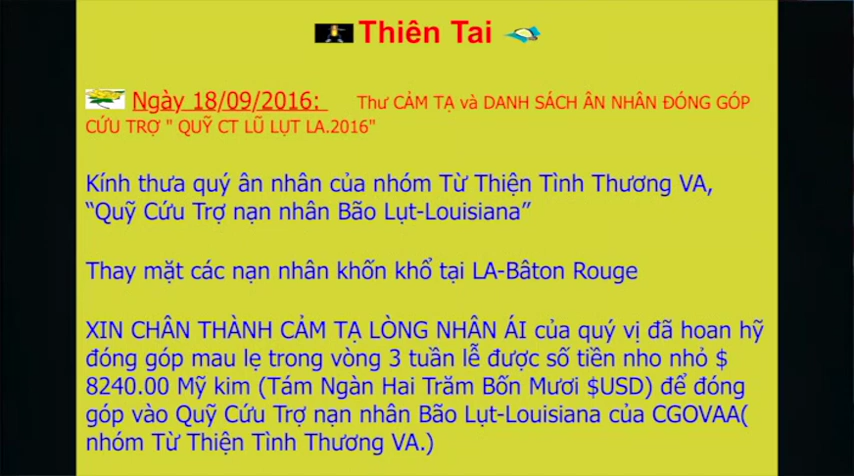 Thiên Tai
Ngày 18/09/2016: Thư CẢM TẠ và DANH SÁCH ÂN NHÂN ĐÓNG GÓP
CỨU TRỢ " QUỸ CT LŨ LỤT LA.2016"
Kính thưa quý ân nhân của nhóm Từ Thiện Tình Thương VA,
“Quỹ Cứu Trợ nạn nhân Bão Lụt-Louisiana”
Thay mặt các nạn nhân khốn khổ tại LA-Bâton Rouge
XIN CHÂN THÀNH CẢM TẠ LÒNG NHÂN ÁI của quý vị đã hoan hỹ
đóng góp mau lẹ trong vòng 3 tuần lễ được số tiền nho nhỏ $
8240.00 Mỹ kim (Tám Ngàn Hai Trăm Bốn Mươi $USD) để đóng
góp vào Quỹ Cứu Trợ nạn nhân Bão Lụt-Louisiana của CGOVAA(
nhóm Từ Thiện Tình Thương VA.)